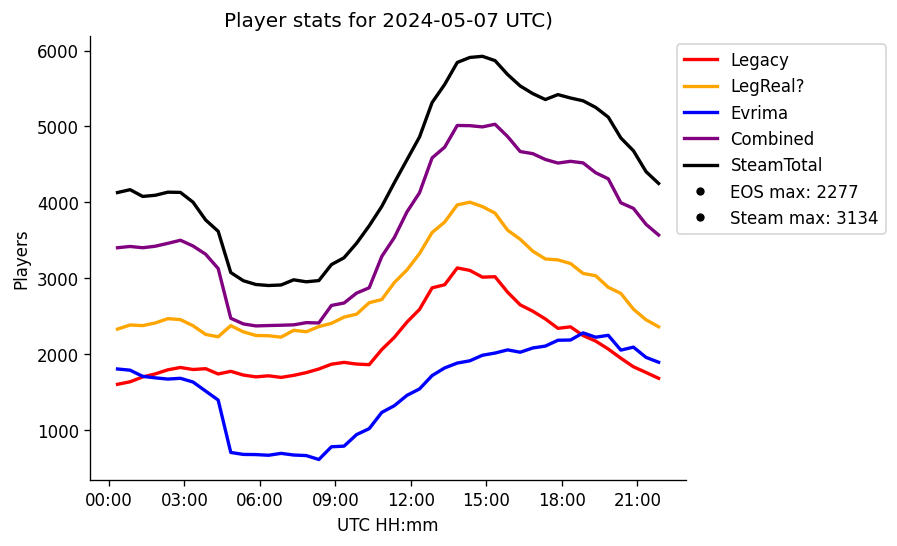 Player stats for 2024-05-07 UTC)
6000
5000
4000
3000
2000
1000
Players
00:00 03:00 06:00 09:00 12:00 15:00 18:00 21:00
UTC HH:mm
Legacy
LegReal?
Evrima
Combined
SteamTotal
EOS max: 2277
Steam max: 3134